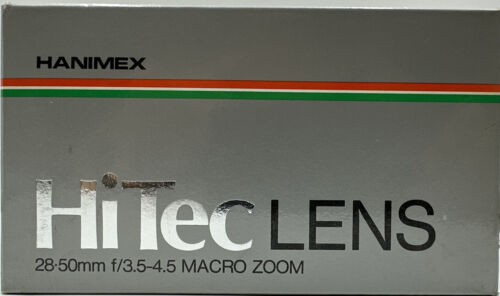 HANIMEX
HiTec LENS
28-50mm f/3.5-4.5 MACRO ZOOM